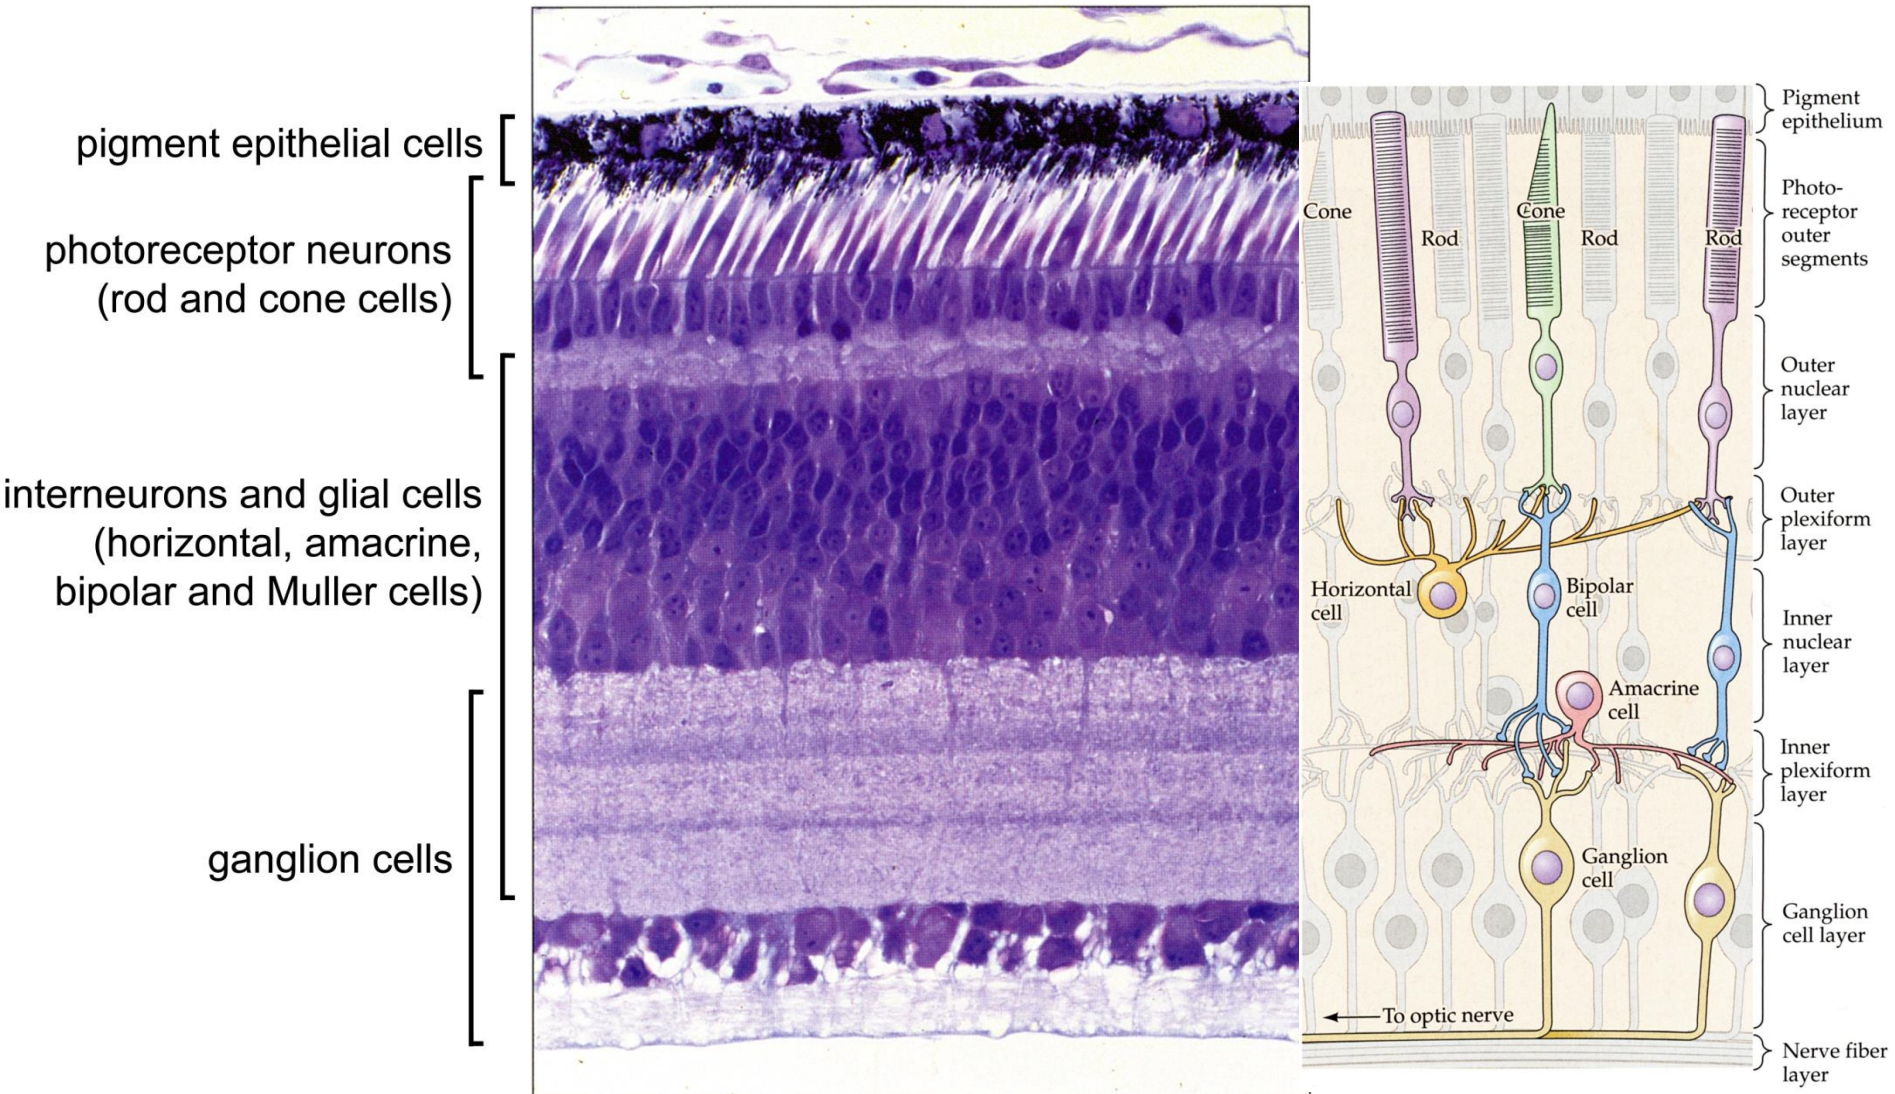 pigment epithelial cells
photoreceptor neurons
(rod and cone cells)
interneurons and glial cells
(horizontal, amacrine,
bipolar and Muller cells)
ganglion cells
Cone
Rod
Cone
Rod
Rod
Horizontal
cell
Bipolar
cell
Amacrine
cell
Ganglion
cell
To optic nerve
Pigment
epithelium
Photo-
receptor
outer
segments
Outer
nuclear
layer
Outer
plexiform
layer
Inner
nuclear
layer
Inner
plexiform
layer
Ganglion
cell layer
Nerve fiber
layer